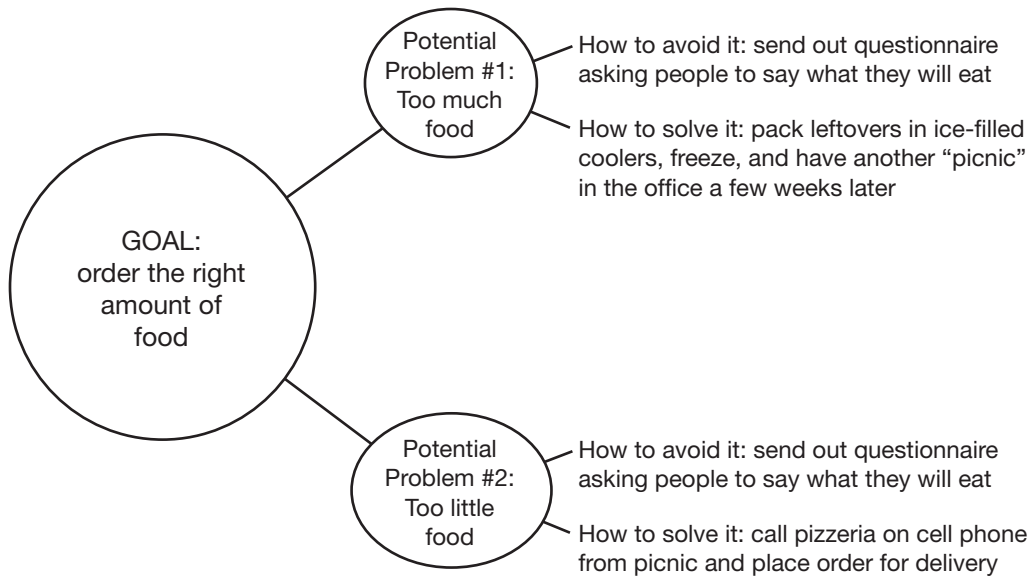 GOAL:
order the right
amount of
food
Potential
Problem #1:
Too much
food
How to avoid it: send out questionnaire
asking people to say what they will eat
How to solve it: pack leftovers in ice-filled
coolers, freeze, and have another “picnic”
in the office a few weeks later
Potential
Problem #2:
Too little
food
How to avoid it: send out questionnaire
asking people to say what they will eat
How to solve it: call pizzeria on cell phone
from picnic and place order for delivery